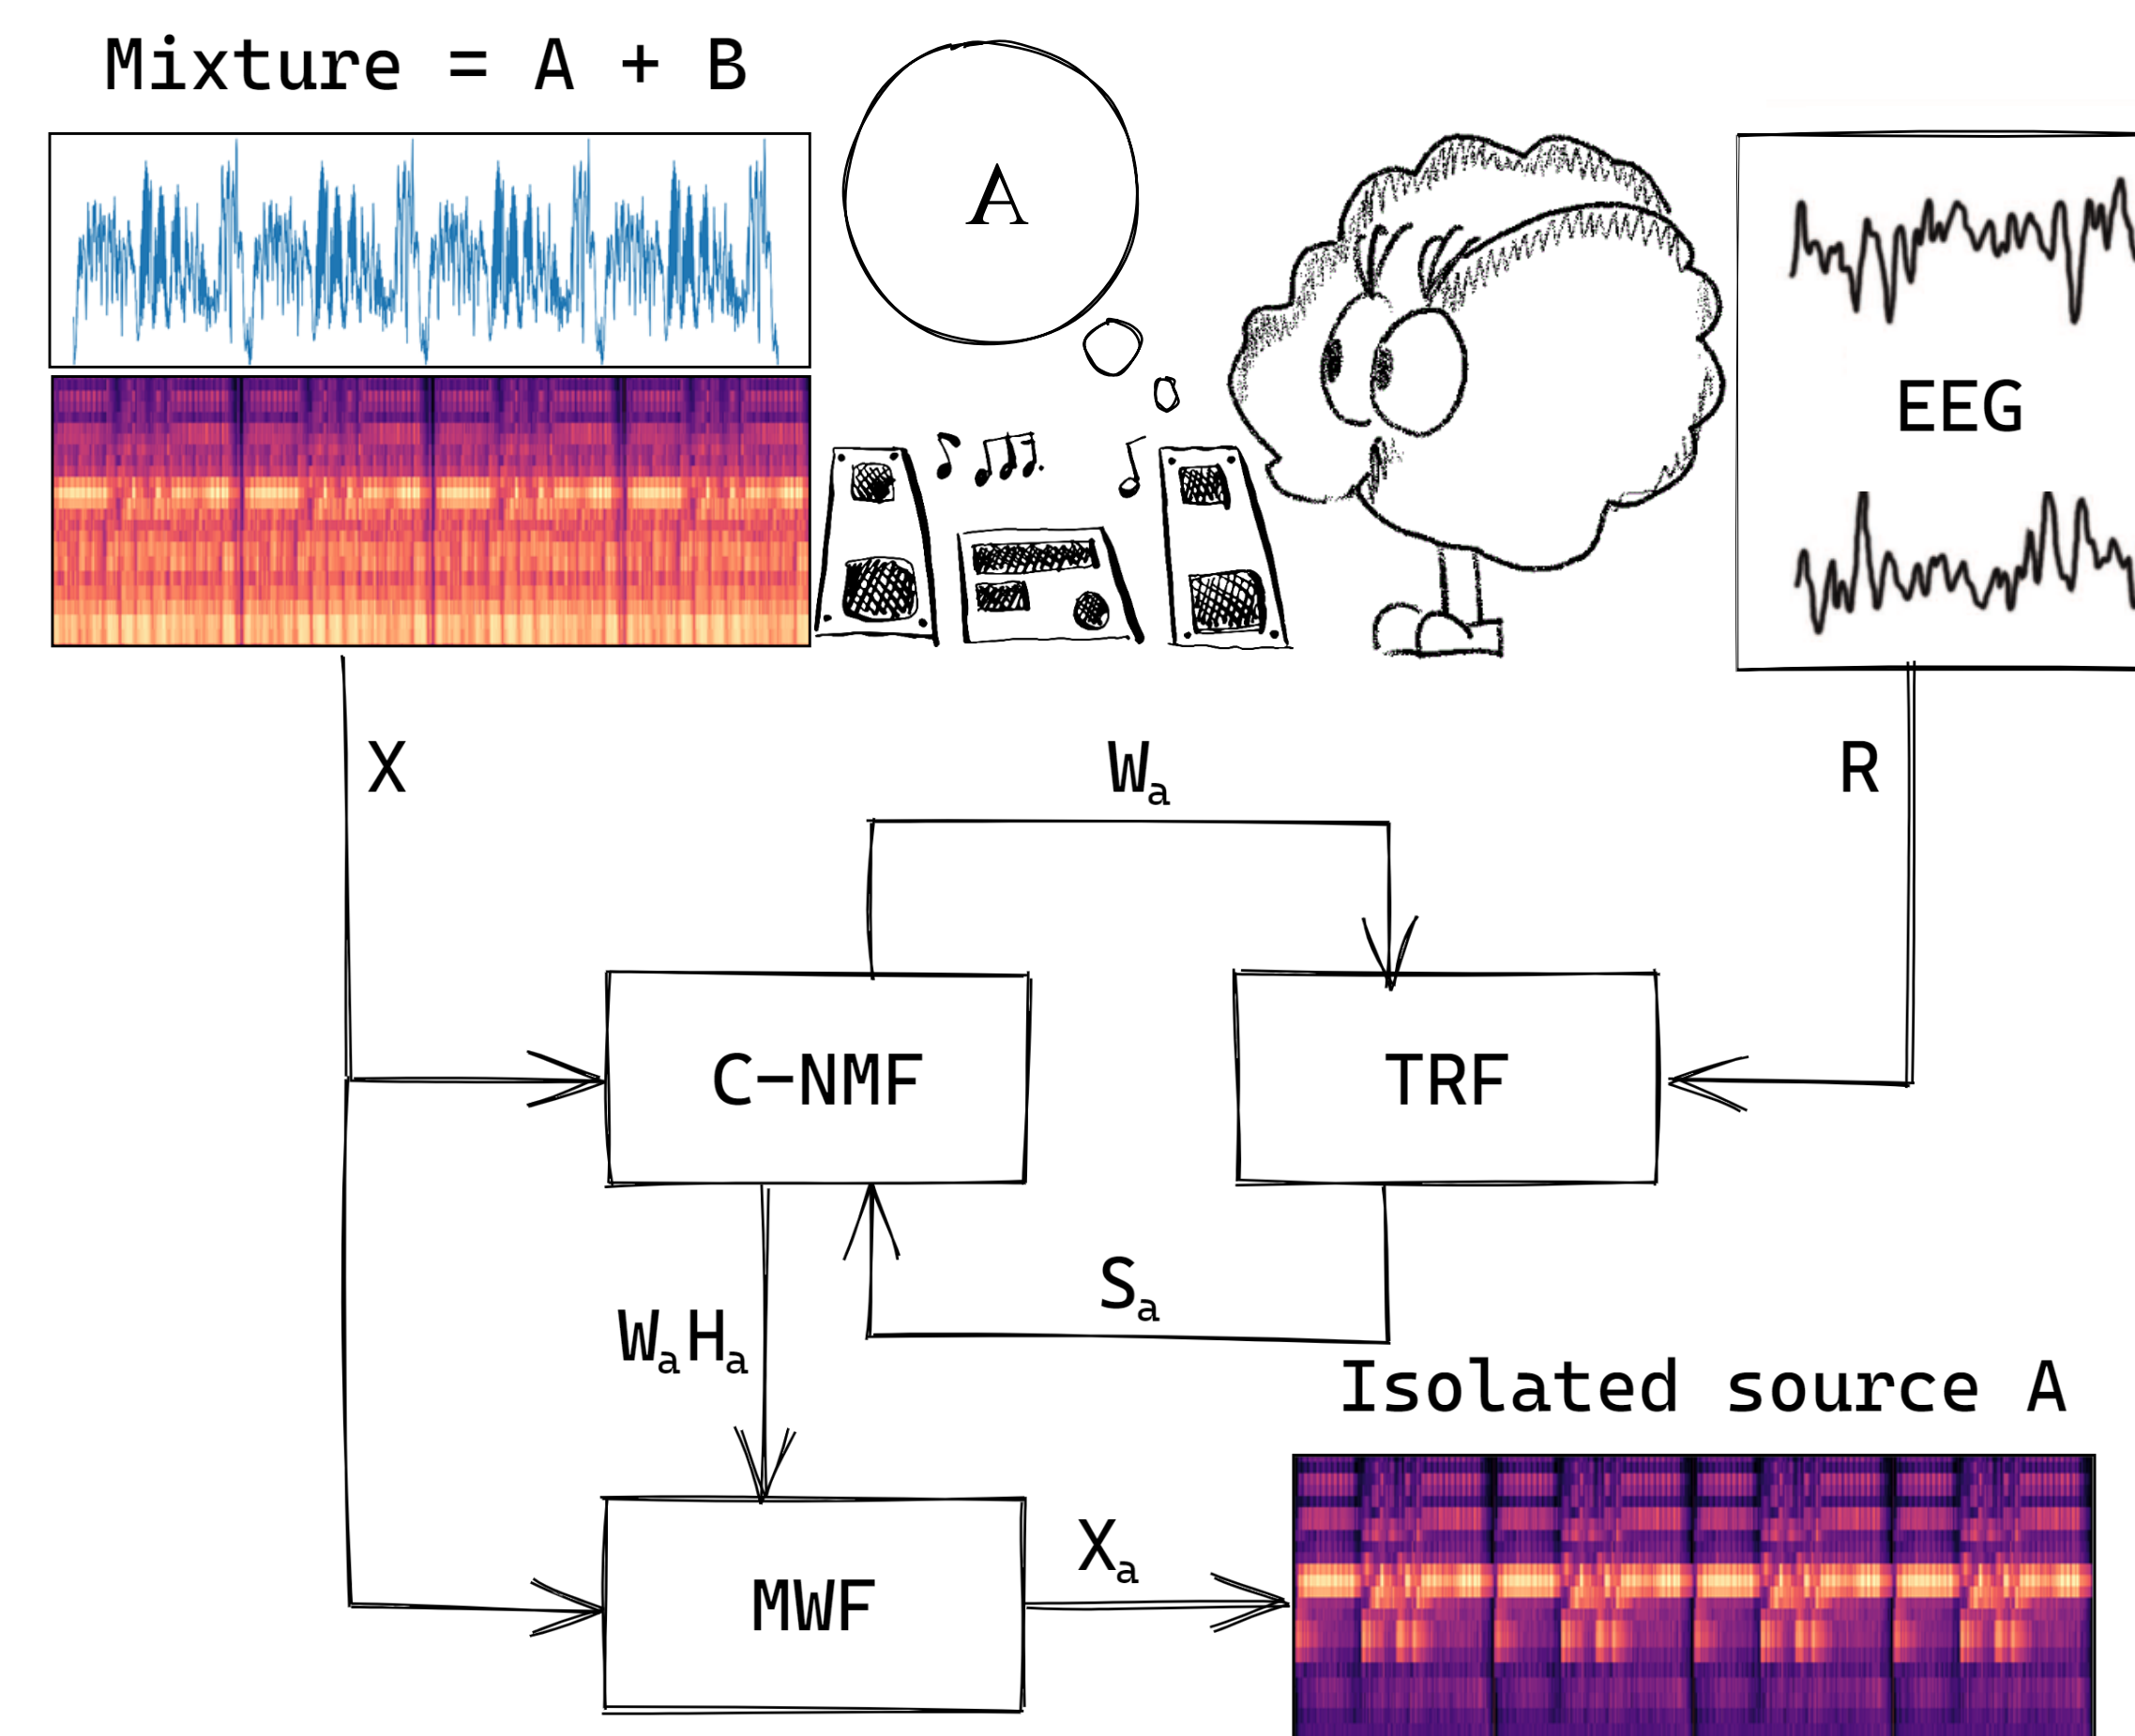 Mixture = A + B
A
EEG
X
Wₐ
R
C-NMF
TRF
Sₐ
WₐHₐ
Isolated source A
Xₐ
MWF